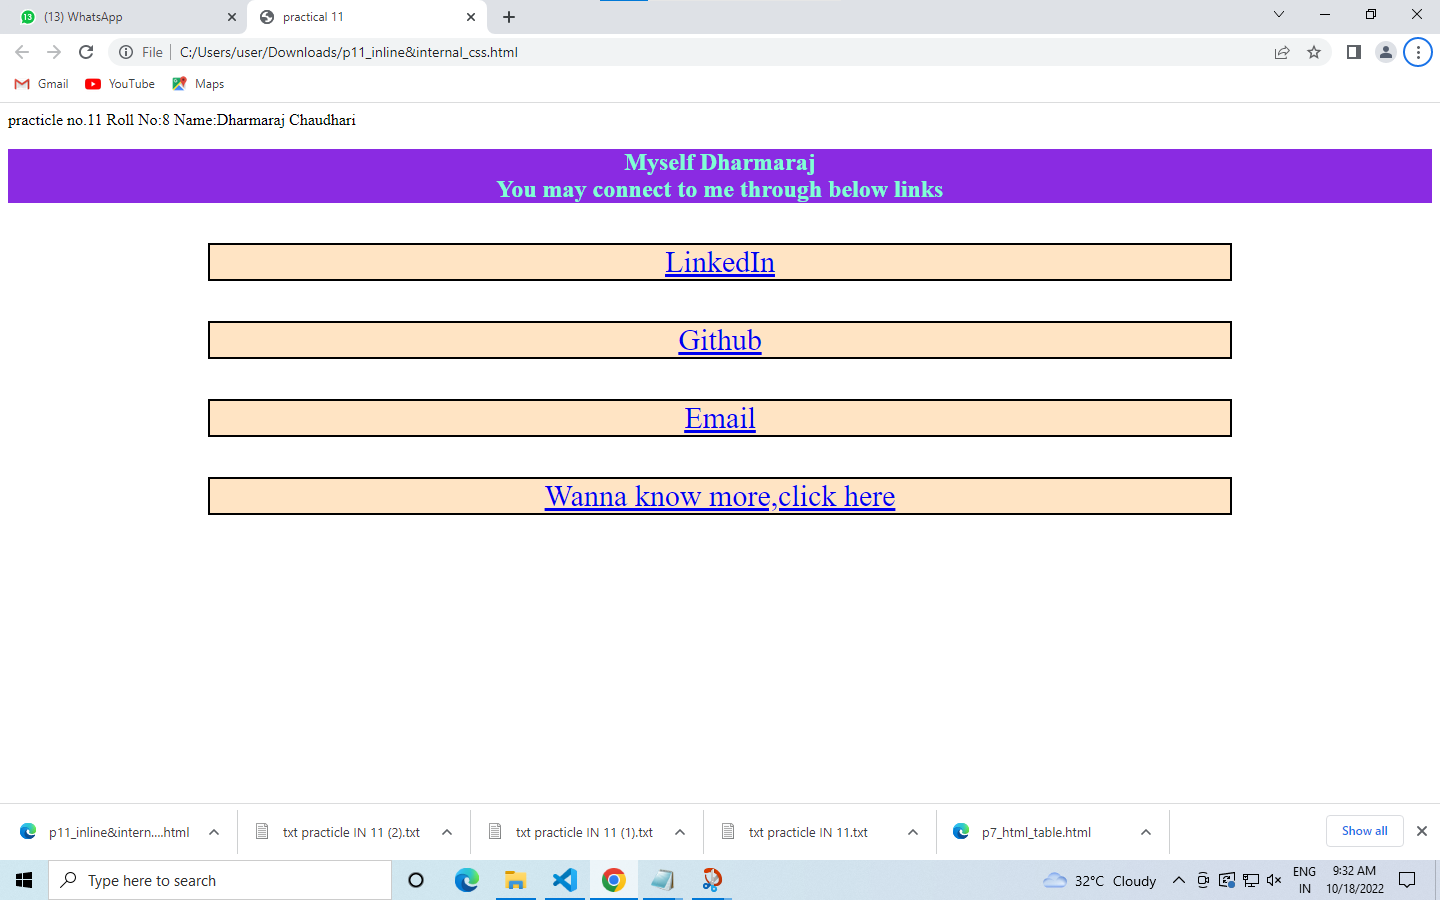 (13) WhatsApp
practical 11
File
C:/Users/user/Downloads/p11_inline&internal_css.html
Gmail
YouTube
Maps
practicle no.11 Roll No:8 Name:Dharmaraj Chaudhari
Myself Dharmaraj
You may connect to me through below links
LinkedIn
Github
Email
Wanna know more,click here
p11_inline&intern....html
txt practicle IN 11 (2).txt
txt practicle IN 11 (1).txt
txt practicle IN 11.txt
p7_html_table.html
Show all
Type here to search
32°C Cloudy
ENG
IN
9:32 AM
10/18/2022